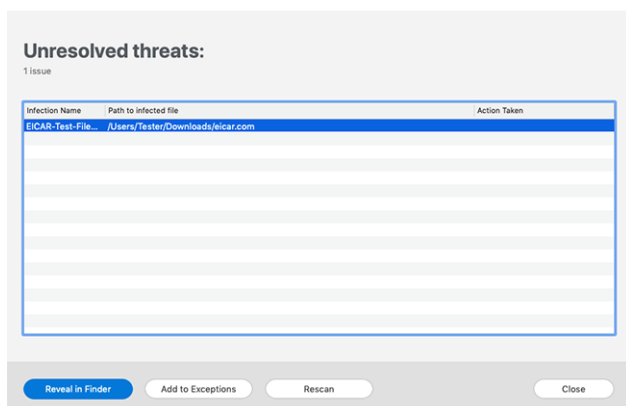 Unresolved threats:
1 issue
Infection Name Path to infected file Action Taken
EICAR-Test-File... /Users/Tester/Downloads/eicar.com
Reveal in Finder Add to Exceptions Rescan Close